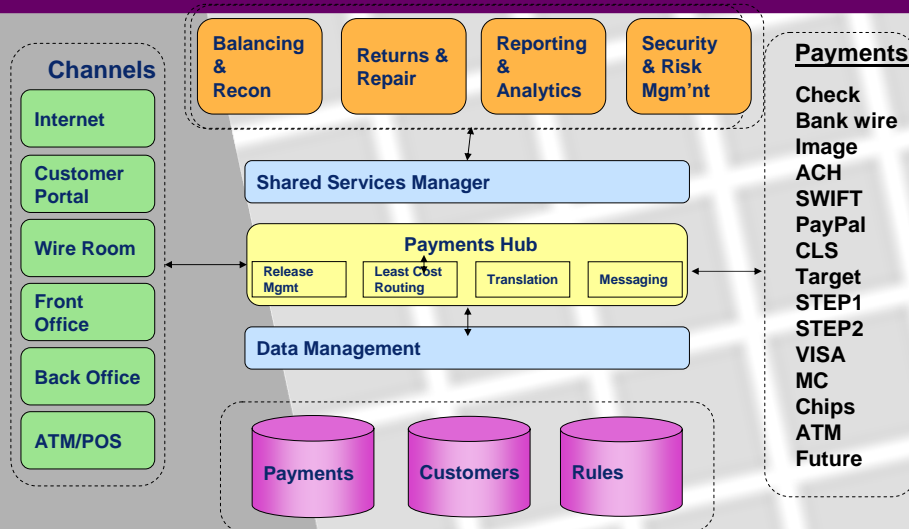 Balancing
&
Recon
Returns &
Repair
Reporting
&
Analytics
Security
& Risk
Mgm'nt
Channels
Internet
Customer
Portal
Wire Room
Front
Office
Back Office
ATM/POS
Shared Services Manager
Payments Hub
Release
Mgmt
Least Cost
Routing
Translation
Messaging
Data Management
Payments
Customers
Rules
Payments
Check
Bank wire
Image
ACH
SWIFT
PayPal
CLS
Target
STEP1
STEP2
VISA
MC
Chips
ATM
Future